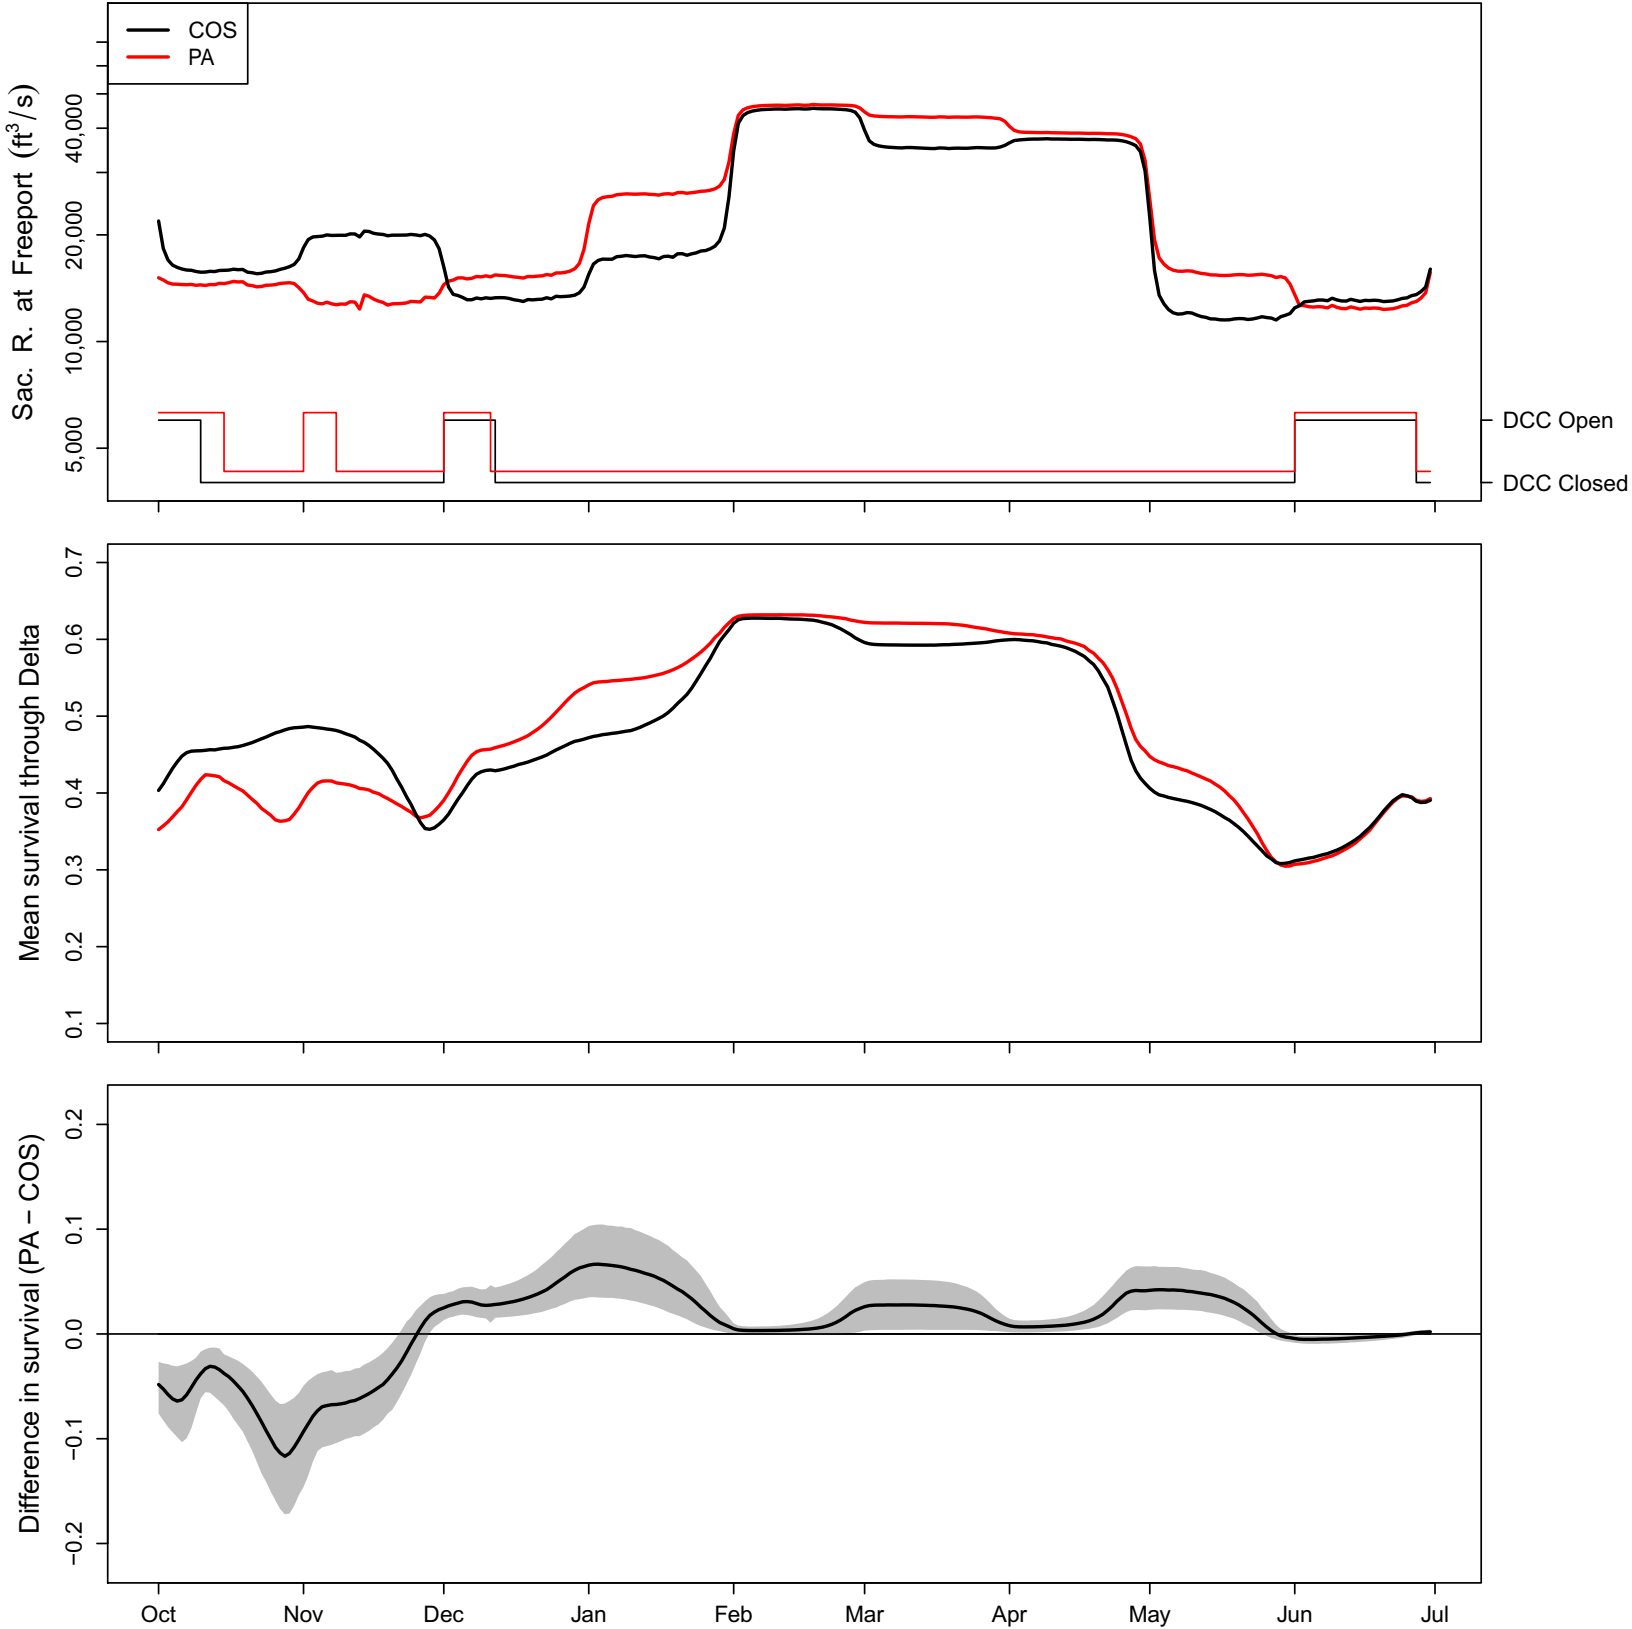 COS
PA
Sac. R. at Freeport (ft³/s)
40,000
20,000
10,000
5,000
DCC Open
DCC Closed
Mean survival through Delta
0.7
0.6
0.5
0.4
0.3
0.2
0.1
Difference in survival (PA − COS)
0.2
0.1
0.0
−0.1
−0.2
Oct Nov Dec Jan Feb Mar Apr May Jun Jul